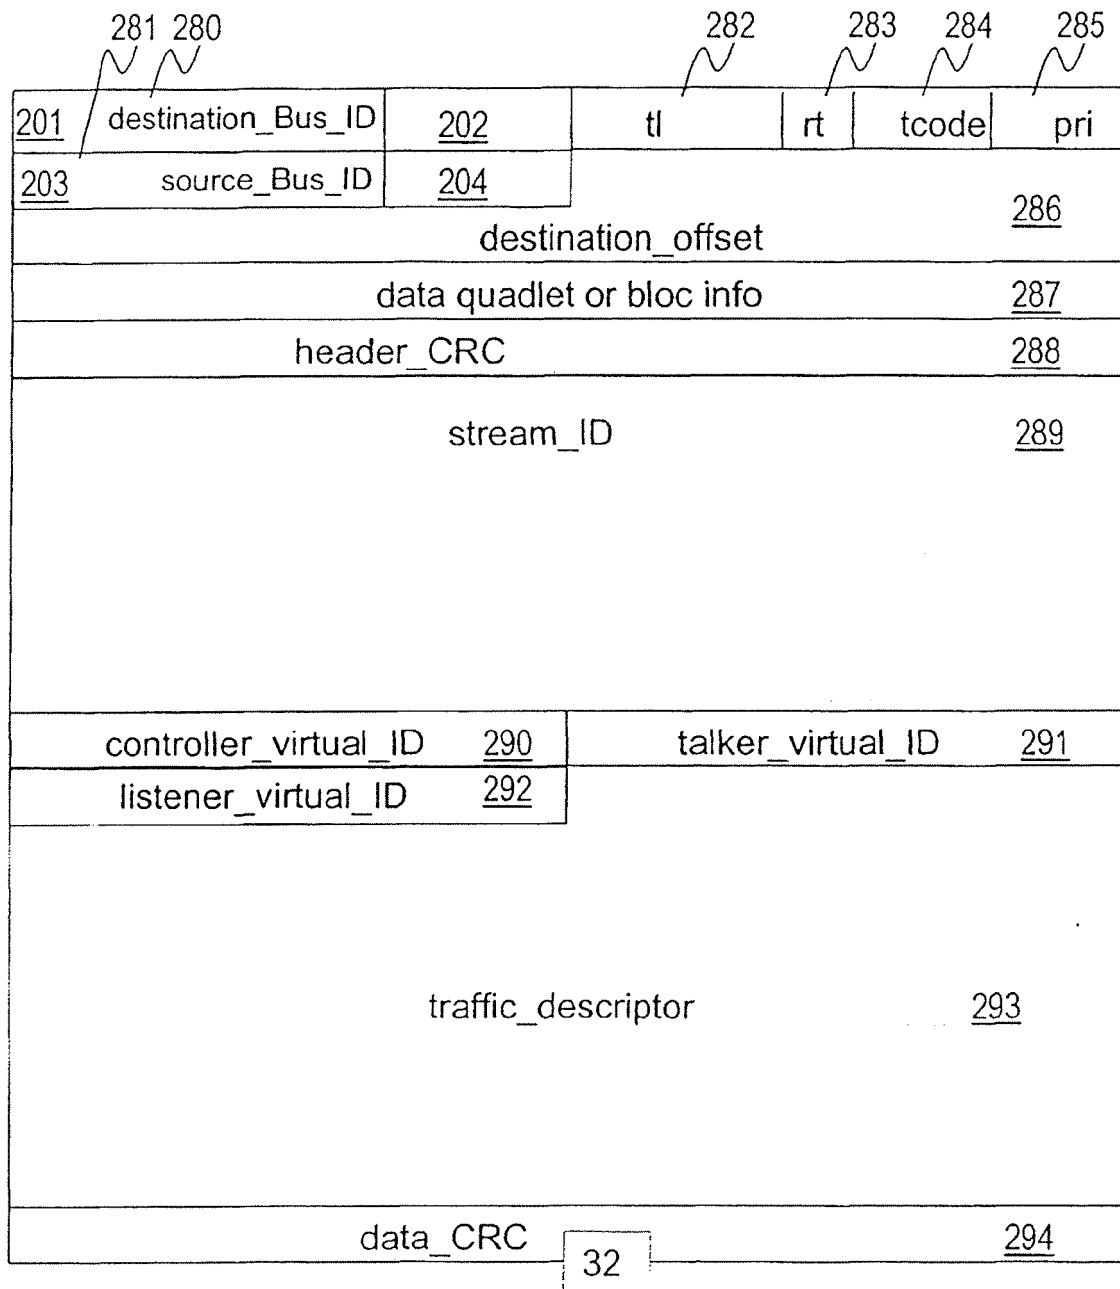 281 280 282 283 284 285
201 destination_Bus_ID 202 tl rt tcode pri
203 source_Bus_ID 204
286
destination_offset
data quadlet or bloc info 287
header_CRC 288
stream_ID 289
controller_virtual_ID 290 talker_virtual_ID 291
listener_virtual_ID 292
traffic_descriptor 293
data_CRC 294
32